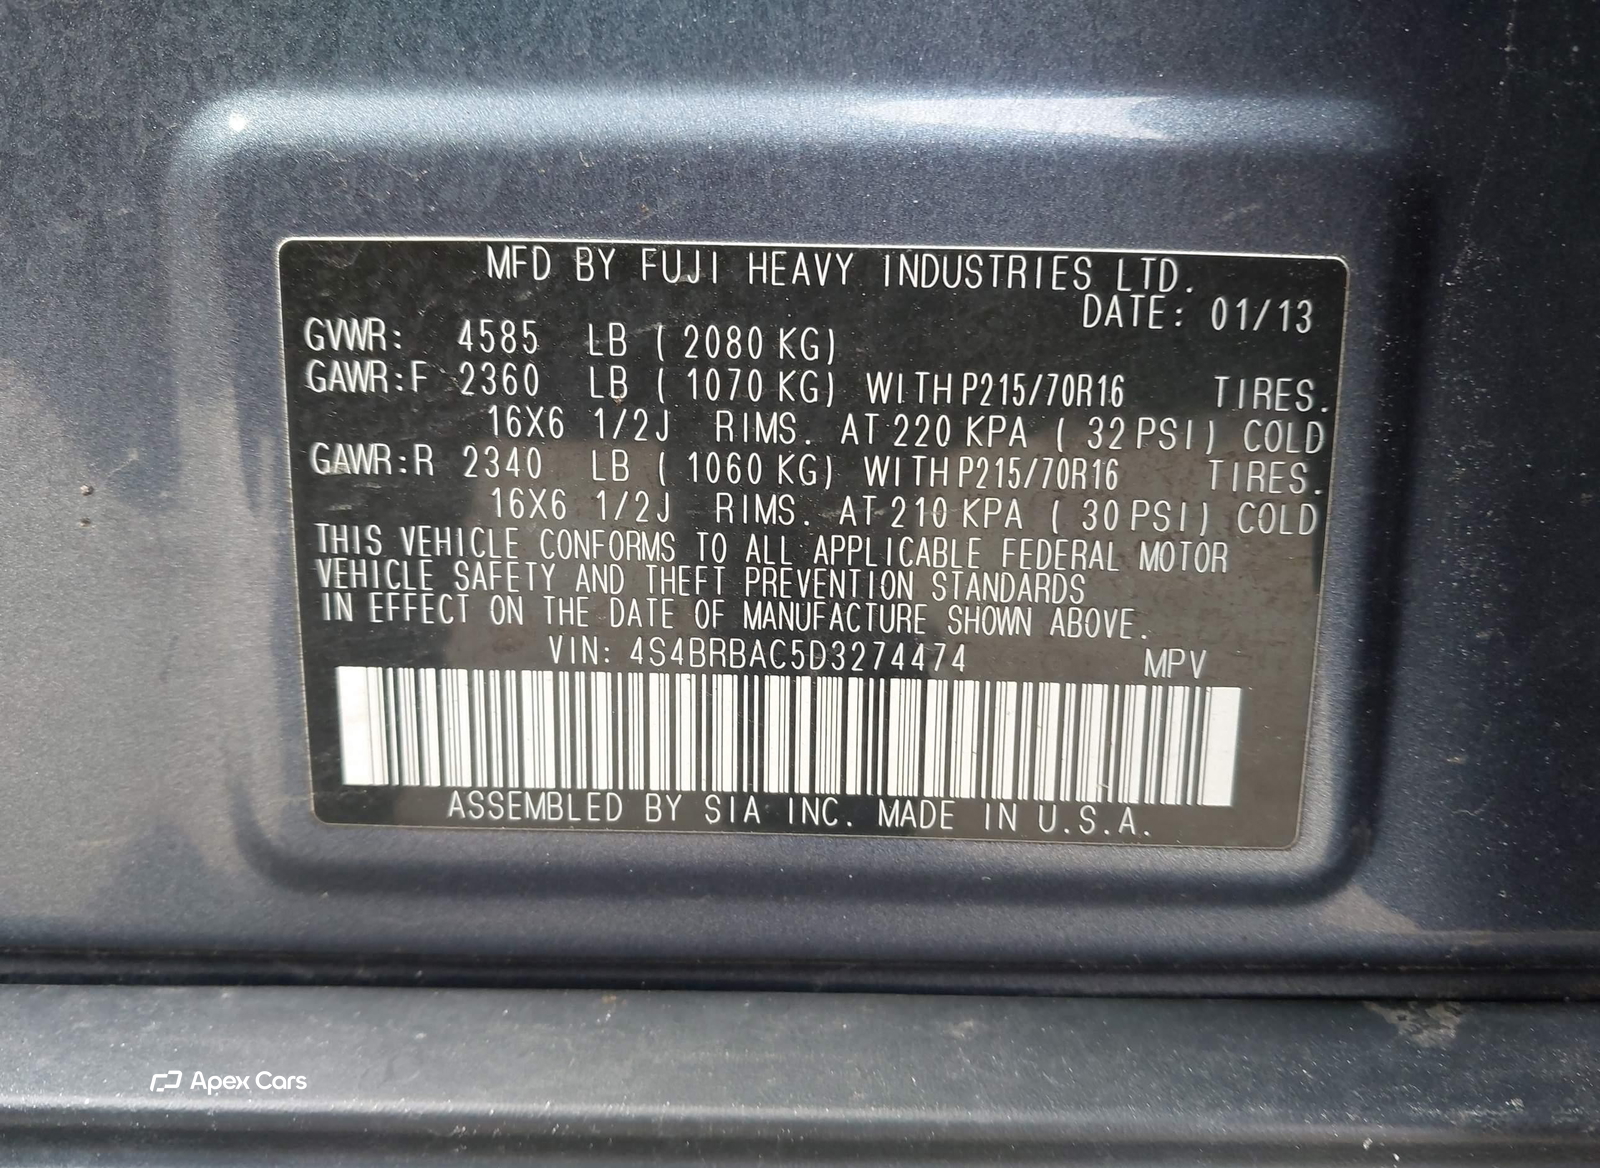 MFD BY FUJI HEAVY INDUSTRIES LTD.
DATE: 01/13
GVWR: 4585 LB ( 2080 KG)
GAWR:F 2360 LB ( 1070 KG) WITH P215/70R16 TIRES.
16X6 1/2J RIMS. AT 220 KPA ( 32 PSI) COLD
GAWR:R 2340 LB ( 1060 KG) WITH P215/70R16 TIRES.
16X6 1/2J RIMS. AT 210 KPA ( 30 PSI) COLD
THIS VEHICLE CONFORMS TO ALL APPLICABLE FEDERAL MOTOR
VEHICLE SAFETY AND THEFT PREVENTION STANDARDS
IN EFFECT ON THE DATE OF MANUFACTURE SHOWN ABOVE.
VIN: 4S4BRBAC5D3274474 MPV
ASSEMBLED BY SIA INC. MADE IN U.S.A.
Apex Cars